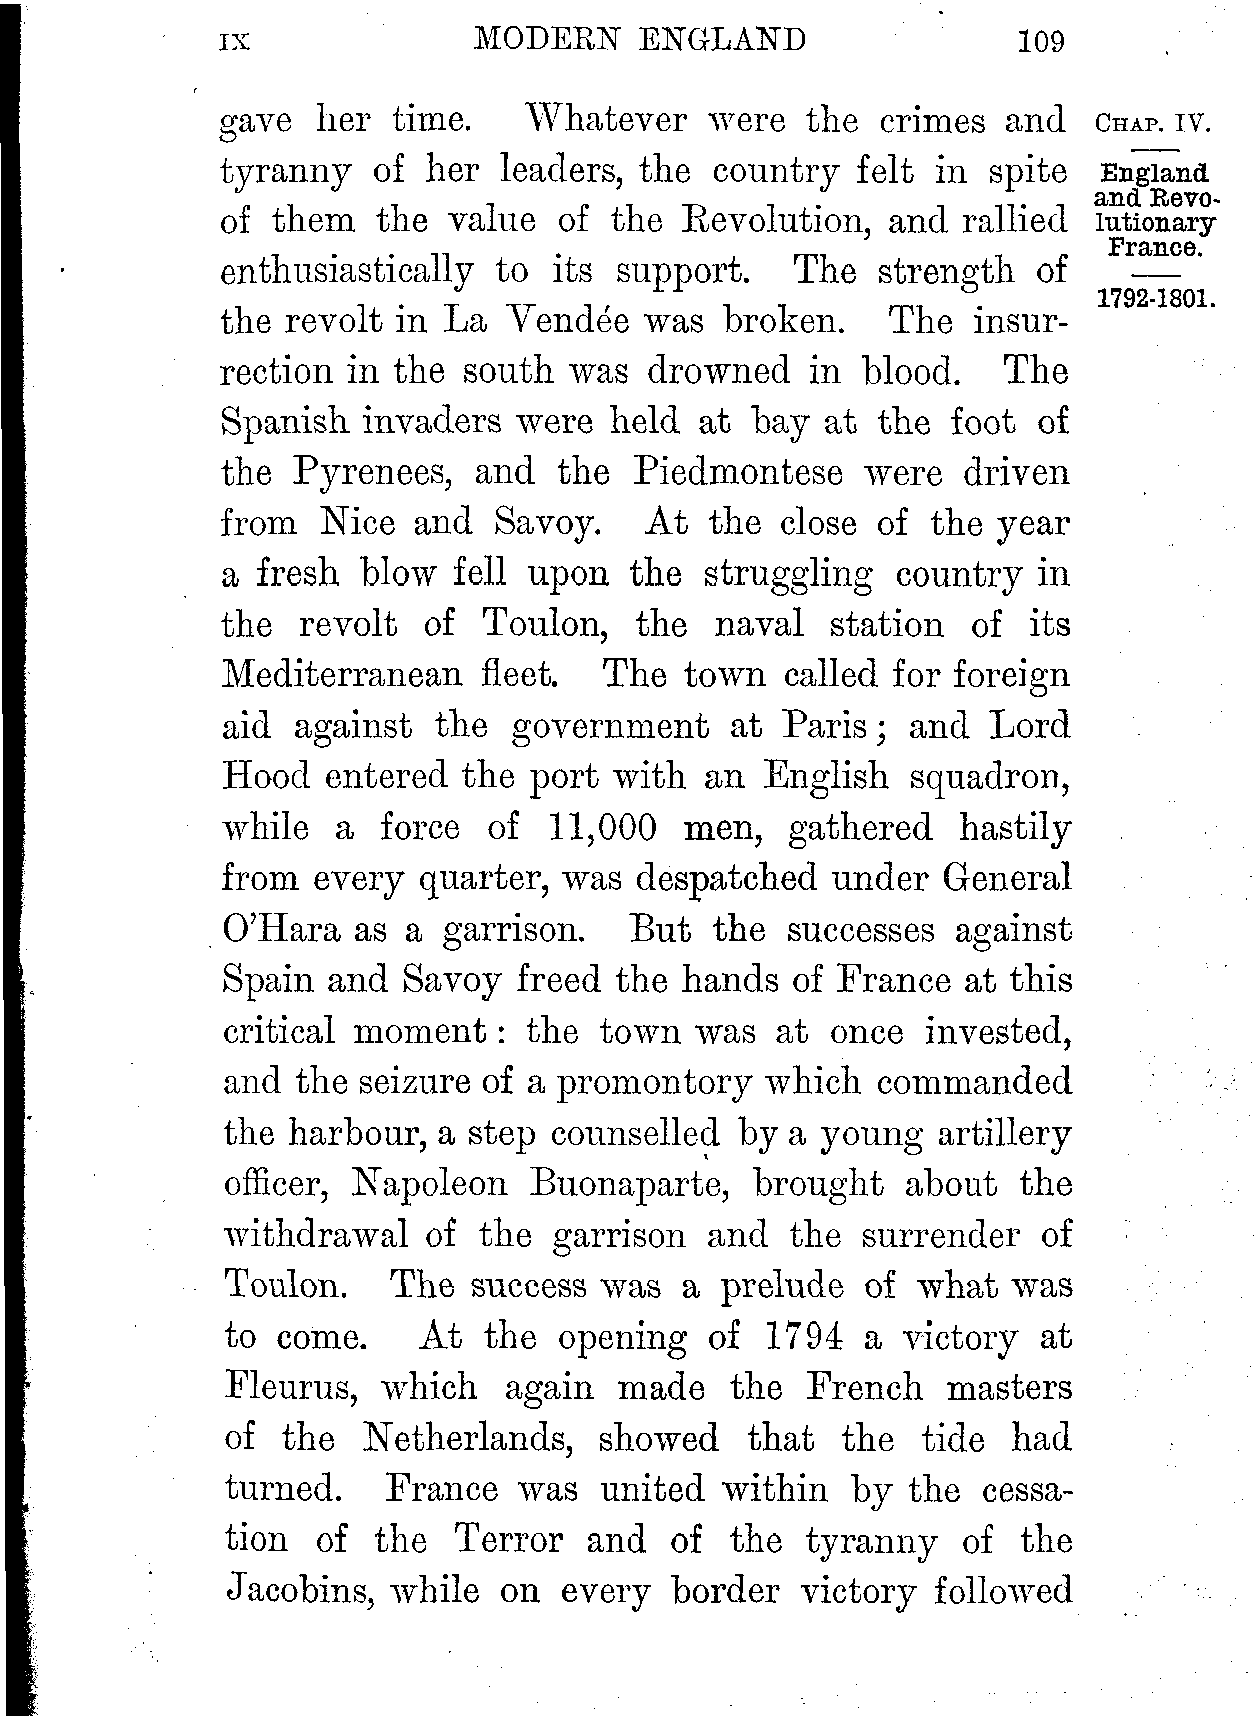 IX MODERN ENGLAND 109
gave her time. Whatever were the crimes and
tyranny of her leaders, the country felt in spite
of them the value of the Revolution, and rallied
enthusiastically to its support. The strength of
the revolt in La Vendée was broken. The insur-
rection in the south was drowned in blood. The
Spanish invaders were held at bay at the foot of
the Pyrenees, and the Piedmontese were driven
from Nice and Savoy. At the close of the year
a fresh blow fell upon the struggling country in
the revolt of Toulon, the naval station of its
Mediterranean fleet. The town called for foreign
aid against the government at Paris; and Lord
Hood entered the port with an English squadron,
while a force of 11,000 men, gathered hastily
from every quarter, was despatched under General
O'Hara as a garrison. But the successes against
Spain and Savoy freed the hands of France at this
critical moment: the town was at once invested,
and the seizure of a promontory which commanded
the harbour, a step counselled by a young artillery
officer, Napoleon Buonaparte, brought about the
withdrawal of the garrison and the surrender of
Toulon. The success was a prelude of what was
to come. At the opening of 1794 a victory at
Fleurus, which again made the French masters
of the Netherlands, showed that the tide had
turned. France was united within by the cessa-
tion of the Terror and of the tyranny of the
Jacobins, while on every border victory followed
CHAP. IV.
England
and Revo-
lutionary
France.
1792-1801.